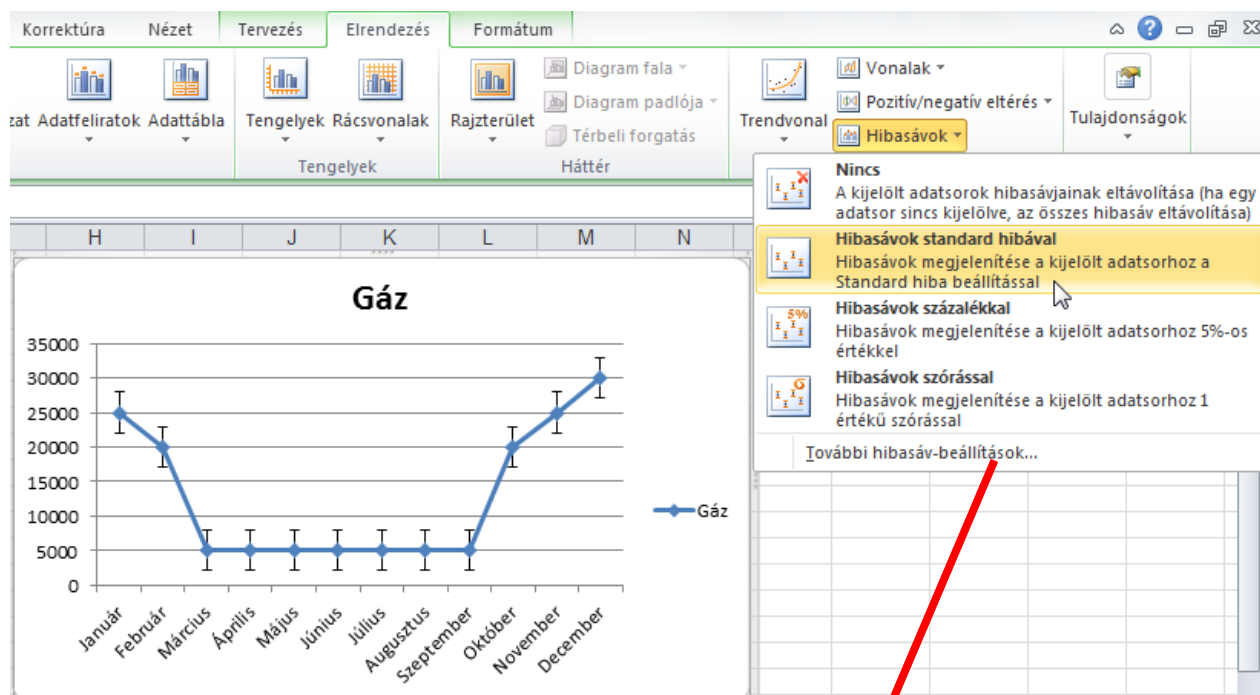 Korrektúra Nézet Tervezés Elrendezés Formátum
Diagram fala
Vonalak
Diagram padlója
Pozitív/negatív eltérés
zat Adatfeliratok Adattábla Tengelyek Rácsvonalak Rajzterület Trendvonal Tulajdonságok
Térbeli forgatás
Hibasávok
Tengelyek Háttér
Nincs
A kijelölt adatsorok hibasávjainak eltávolítása (ha egy
adatsor sincs kijelölve, az összes hibasáv eltávolítása)
Hibasávok standard hibával
Hibasávok megjelenítése a kijelölt adatsorhoz a
Standard hiba beállítással
5%
Hibasávok százalékkal
Hibasávok megjelenítése a kijelölt adatsorhoz 5%-os
értékkel
σ
Hibasávok szórással
Hibasávok megjelenítése a kijelölt adatsorhoz 1
értékű szórással
További hibasáv-beállítások...
H I J K L M N
Gáz
35000
30000
25000
20000
15000
10000
5000
0
Január Február Március Április Május Június Július Augusztus Szeptember Október November December
Gáz